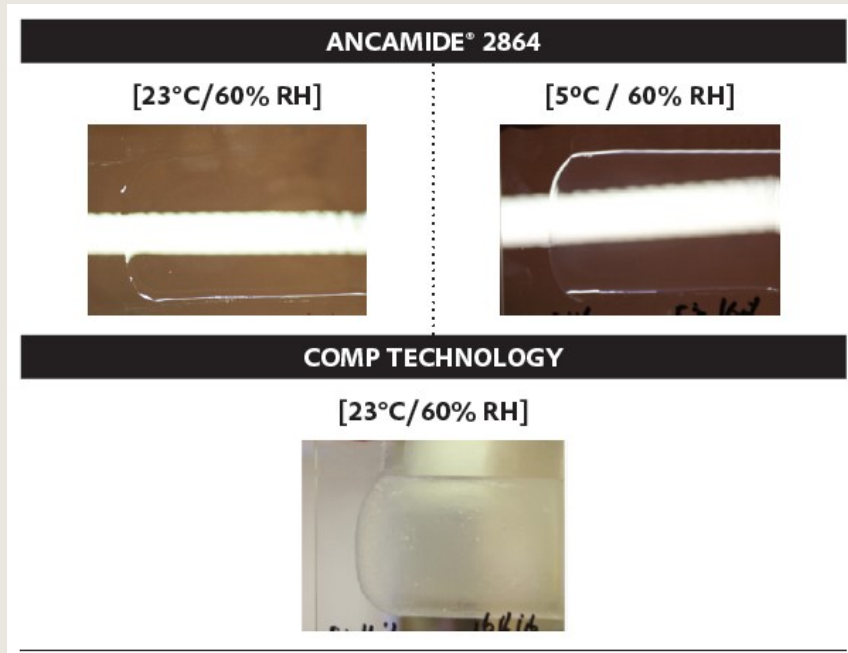 ANCAMIDE® 2864
[23°C/60% RH]
[5ºC / 60% RH]
COMP TECHNOLOGY
[23°C/60% RH]